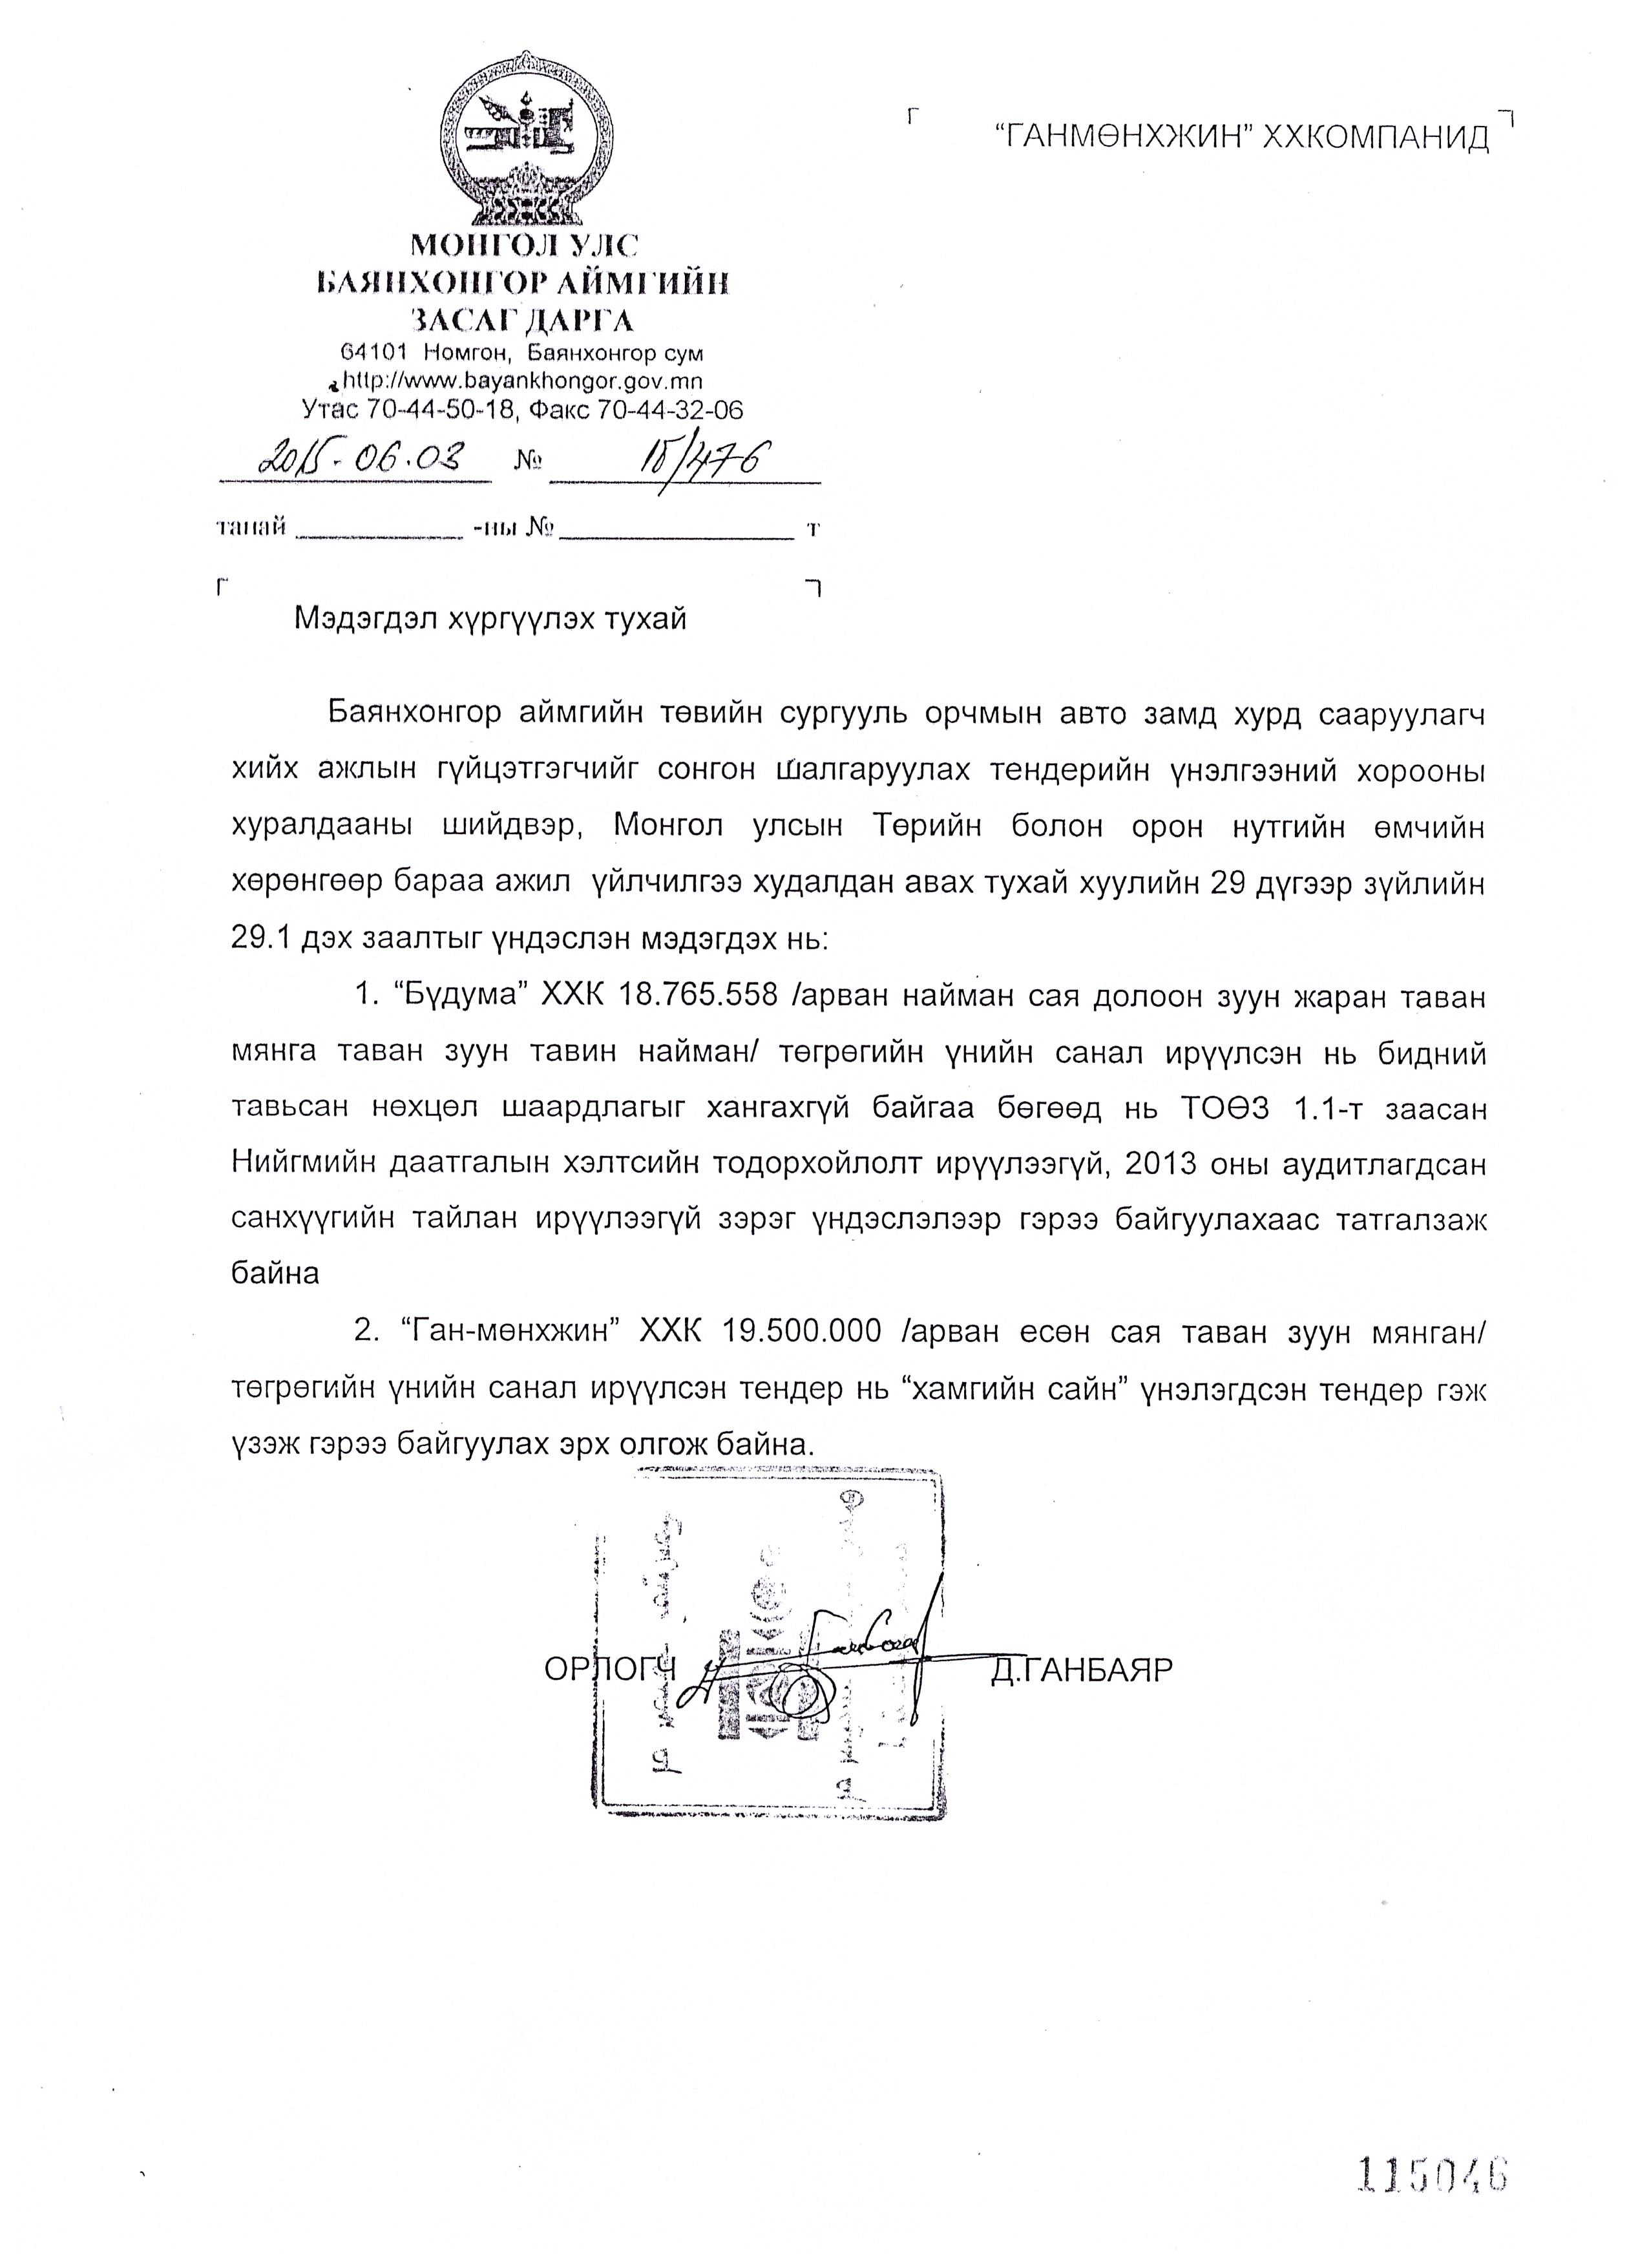 “ГАНМӨНХЖИН” ХХКОМПАНИД
МОНГОЛ УЛС
БАЯНХОНГОР АЙМГИЙН
ЗАСАГ ДАРГА
64101 Номгон, Баянхонгор сум
http://www.bayankhongor.gov.mn
Утас 70-44-50-18, Факс 70-44-32-06
2015-06.03 № 15/476
танай ____________ -ны № ________________ т
Мэдэгдэл хүргүүлэх тухай
Баянхонгор аймгийн төвийн сургууль орчмын авто замд хурд сааруулагч
хийх ажлын гүйцэтгэгчийг сонгон шалгаруулах тендерийн үнэлгээний хорооны
хуралдааны шийдвэр, Монгол улсын Төрийн болон орон нутгийн өмчийн
хөрөнгөөр бараа ажил үйлчилгээ худалдан авах тухай хуулийн 29 дүгээр зүйлийн
29.1 дэх заалтыг үндэслэн мэдэгдэх нь:
1. “Бүдума” ХХК 18.765.558 /арван найман сая долоон зуун жаран таван
мянга таван зуун тавин найман/ төгрөгийн үнийн санал ирүүлсэн нь бидний
тавьсан нөхцөл шаардлагыг хангахгүй байгаа бөгөөд нь ТОӨЗ 1.1-т заасан
Нийгмийн даатгалын хэлтсийн тодорхойлолт ирүүлээгүй, 2013 оны аудитлагдсан
санхүүгийн тайлан ирүүлээгүй зэрэг үндэслэлээр гэрээ байгуулахаас татгалзаж
байна
2. “Ган-мөнхжин” ХХК 19.500.000 /арван есөн сая таван зуун мянган/
төгрөгийн үнийн санал ирүүлсэн тендер нь “хамгийн сайн” үнэлэгдсэн тендер гэж
үзэж гэрээ байгуулах эрх олгож байна.
ОРЛОГЧ Д.ГАНБАЯР
115046